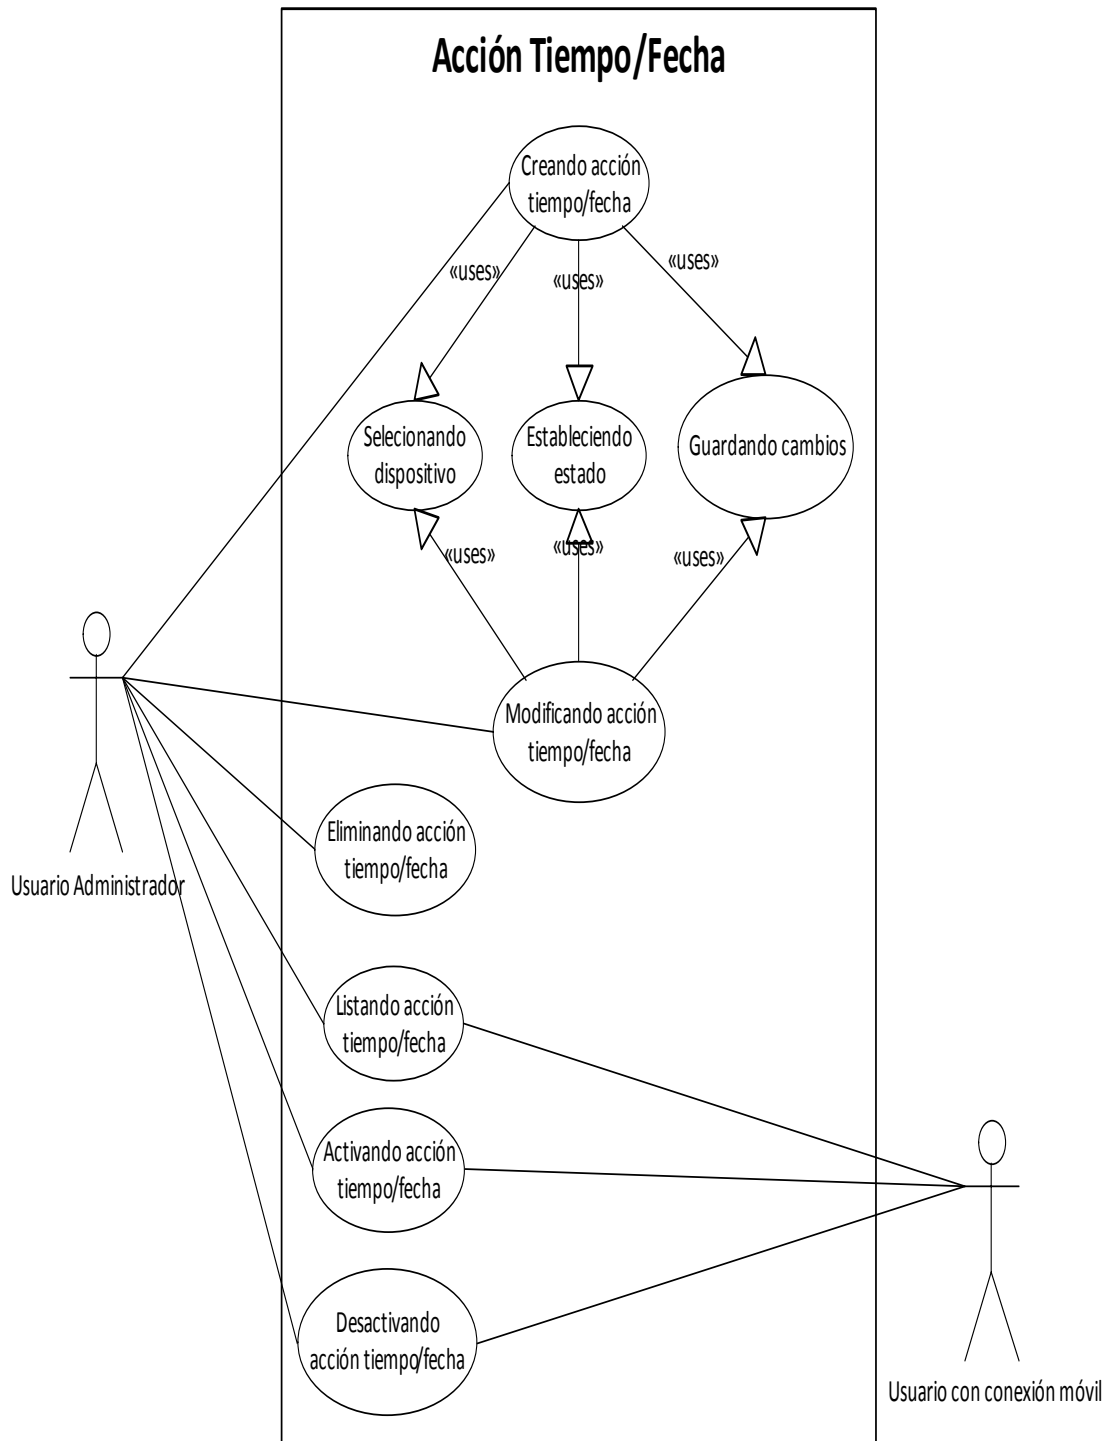 Acción Tiempo/Fecha
Creando acción
tiempo/fecha
«uses»
«uses»
«uses»
Selecionando
dispositivo
Estableciendo
estado
Guardando cambios
«uses»
«uses»
«uses»
Modificando acción
tiempo/fecha
Eliminando acción
tiempo/fecha
Usuario Administrador
Listando acción
tiempo/fecha
Activando acción
tiempo/fecha
Desactivando
acción tiempo/fecha
Usuario con conexión móvil